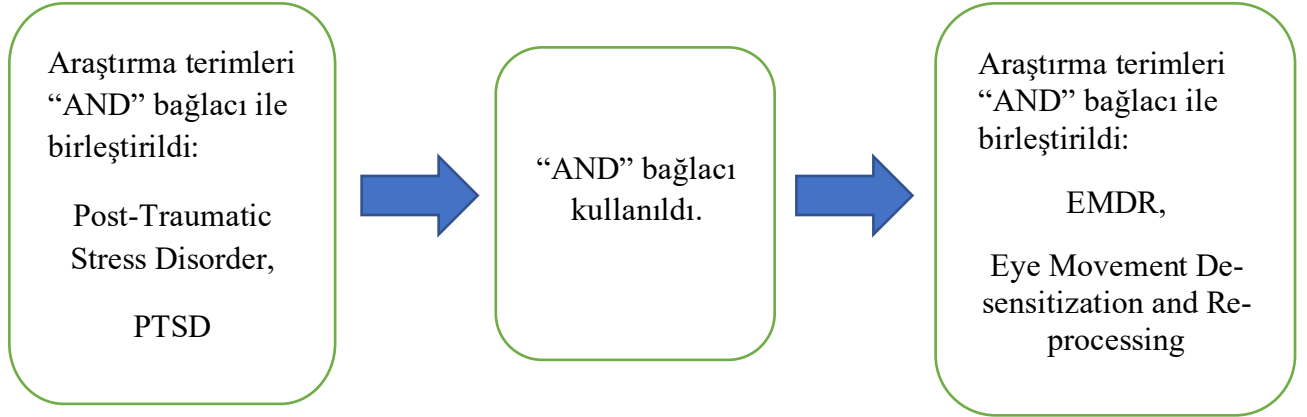 Araştırma terimleri
“AND” bağlacı ile
birleştirildi:
Post-Traumatic
Stress Disorder,
PTSD
“AND” bağlacı
kullanıldı.
Araştırma terimleri
“AND” bağlacı ile
birleştirildi:
EMDR,
Eye Movement De-
sensitization and Re-
processing